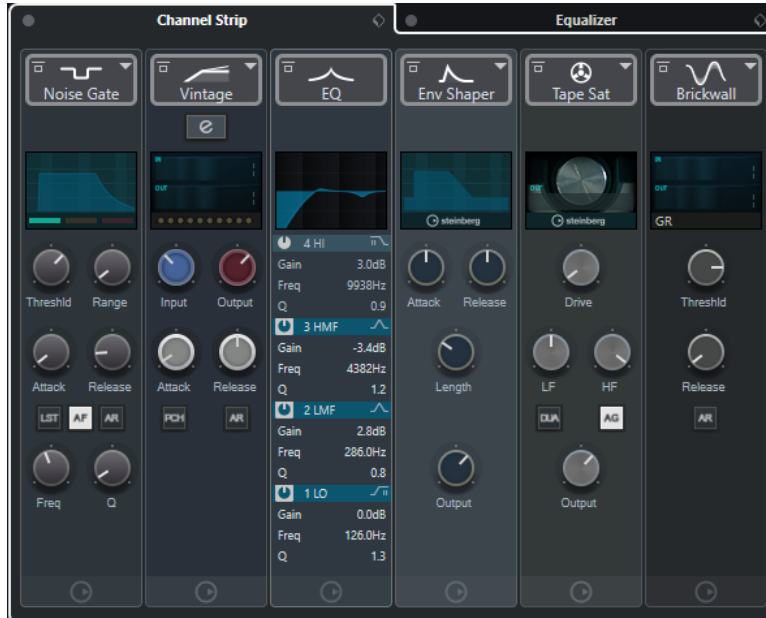 Channel Strip
Equalizer
Noise Gate
Vintage
EQ
Env Shaper
Tape Sat
Brickwall
e
IN
OUT
steinberg
OUT
steinberg
IN
OUT
GR
Threshld Range
Attack Release
LST AF AR
Freq Q
Input Output
Attack Release
PCH AR
4 HI
Gain 3.0dB
Freq 9938Hz
Q 0.9
3 HMF
Gain -3.4dB
Freq 4382Hz
Q 1.2
2 LMF
Gain 2.8dB
Freq 286.0Hz
Q 0.8
1 LO
Gain 0.0dB
Freq 126.0Hz
Q 1.3
Attack Release
Length
Output
Drive
LF HF
DUA AG
Output
Threshld
Release
AR